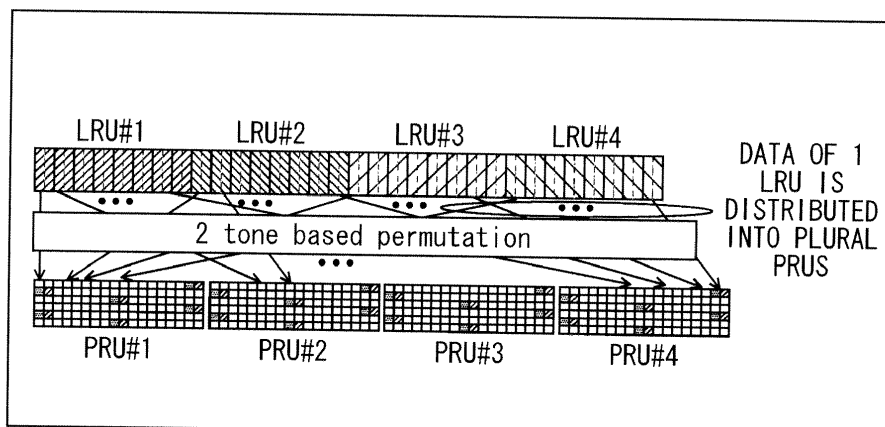 LRU#1 LRU#2 LRU#3 LRU#4
DATA OF 1
LRU IS
DISTRIBUTED
INTO PLURAL
PRUS
2 tone based permutation
PRU#1 PRU#2 PRU#3 PRU#4